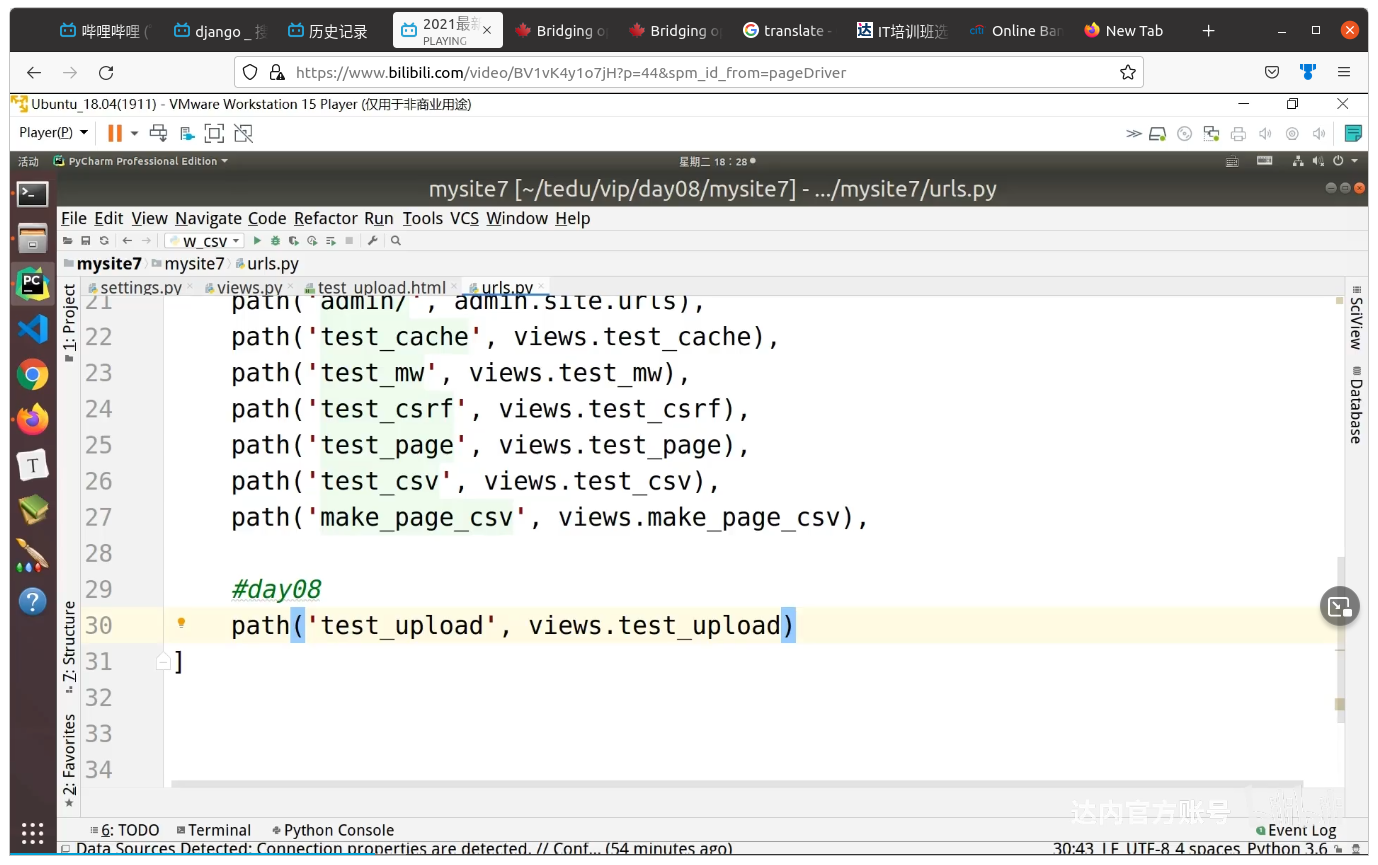 哔哩哔哩 (
django _ 搜
历史记录
2021最新
PLAYING
Bridging o
Bridging o
translate -
IT培训班选
Online Ban
New Tab
https://www.bilibili.com/video/BV1vK4y1o7jH?p=44&spm_id_from=pageDriver
Ubuntu_18.04(1911) - VMware Workstation 15 Player (仅用于非商业用途)
Player(P)
活动 PyCharm Professional Edition 星期二 18：28
mysite7 [~/tedu/vip/day08/mysite7] - .../mysite7/urls.py
File Edit View Navigate Code Refactor Run Tools VCS Window Help
w_csv
mysite7 mysite7 urls.py
settings.py views.py test_upload.html urls.py
21 path('admin/', admin.site.urls),
22 path('test_cache', views.test_cache),
23 path('test_mw', views.test_mw),
24 path('test_csrf', views.test_csrf),
25 path('test_page', views.test_page),
26 path('test_csv', views.test_csv),
27 path('make_page_csv', views.make_page_csv),
28
29 #day08
30 path('test_upload', views.test_upload)
31 ]
32
33
34
1: Project
7: Structure
2: Favorites
SciView
Database
达内官方账号
6: TODO Terminal Python Console Event Log
Data Sources Detected: Connection properties are detected. // Conf... (54 minutes ago) 30:43 LF UTF-8 4 spaces Python 3.6